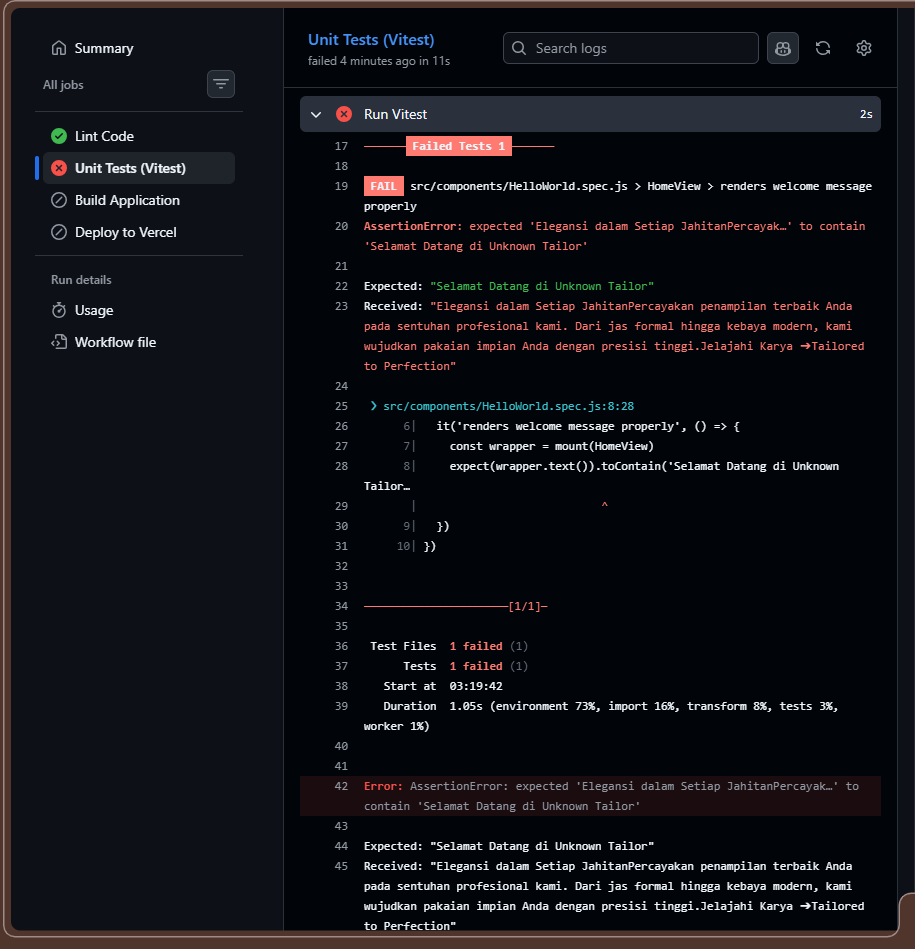 Summary
All jobs
Lint Code
Unit Tests (Vitest)
Build Application
Deploy to Vercel
Run details
Usage
Workflow file
Unit Tests (Vitest)
failed 4 minutes ago in 11s
Search logs
Run Vitest 2s
17 Failed Tests 1
18
19 FAIL src/components/HelloWorld.spec.js > HomeView > renders welcome message
properly
20 AssertionError: expected 'Elegansi dalam Setiap JahitanPercayak…' to contain
'Selamat Datang di Unknown Tailor'
21
22 Expected: "Selamat Datang di Unknown Tailor"
23 Received: "Elegansi dalam Setiap JahitanPercayakan penampilan terbaik Anda
pada sentuhan profesional kami. Dari jas formal hingga kebaya modern, kami
wujudkan pakaian impian Anda dengan presisi tinggi.Jelajahi Karya ➔Tailored
to Perfection"
24
25 ❯ src/components/HelloWorld.spec.js:8:28
26 6| it('renders welcome message properly', () => {
27 7| const wrapper = mount(HomeView)
28 8| expect(wrapper.text()).toContain('Selamat Datang di Unknown
Tailor…
29 | ^
30 9| })
31 10| })
32
33
34 [1/1]
35
36 Test Files 1 failed (1)
37 Tests 1 failed (1)
38 Start at 03:19:42
39 Duration 1.05s (environment 73%, import 16%, transform 8%, tests 3%,
worker 1%)
40
41
42 Error: AssertionError: expected 'Elegansi dalam Setiap JahitanPercayak…' to
contain 'Selamat Datang di Unknown Tailor'
43
44 Expected: "Selamat Datang di Unknown Tailor"
45 Received: "Elegansi dalam Setiap JahitanPercayakan penampilan terbaik Anda
pada sentuhan profesional kami. Dari jas formal hingga kebaya modern, kami
wujudkan pakaian impian Anda dengan presisi tinggi.Jelajahi Karya ➔Tailored
to Perfection"